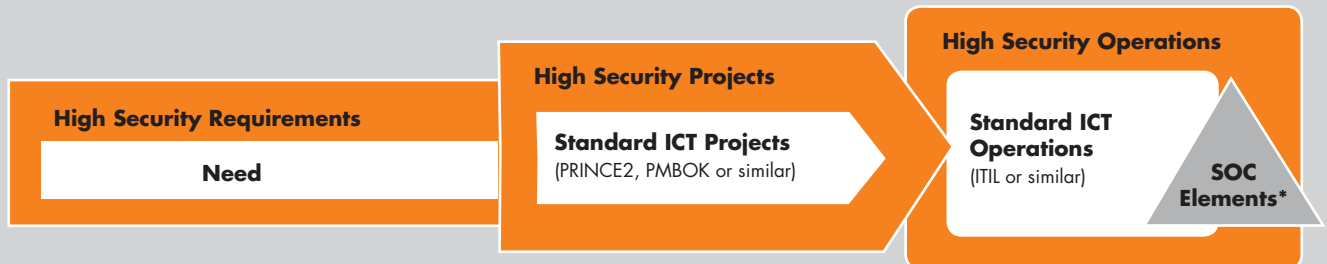 High Security Requirements
Need
High Security Projects
Standard ICT Projects
(PRINCE2, PMBOK or similar)
High Security Operations
Standard ICT
Operations
(ITIL or similar)
SOC
Elements*